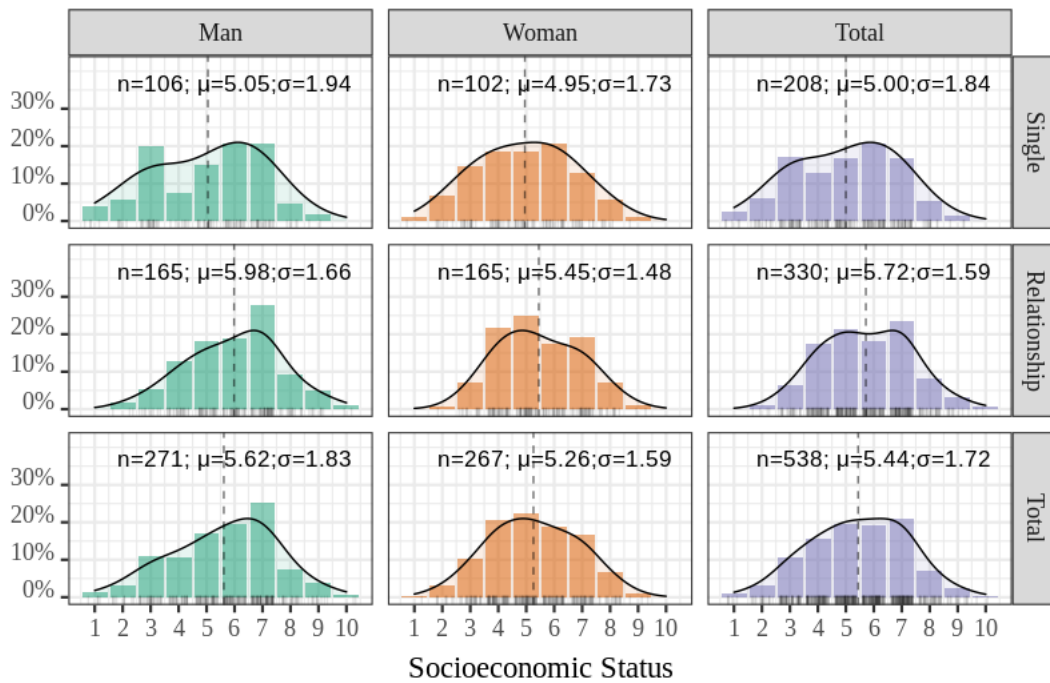 Man Woman Total
n=106; μ=5.05;σ=1.94 n=102; μ=4.95;σ=1.73 n=208; μ=5.00;σ=1.84
30%
20%
10%
0%
Single
n=165; μ=5.98;σ=1.66 n=165; μ=5.45;σ=1.48 n=330; μ=5.72;σ=1.59
30%
20%
10%
0%
Relationship
n=271; μ=5.62;σ=1.83 n=267; μ=5.26;σ=1.59 n=538; μ=5.44;σ=1.72
30%
20%
10%
0%
Total
1 2 3 4 5 6 7 8 9 10 1 2 3 4 5 6 7 8 9 10 1 2 3 4 5 6 7 8 9 10
Socioeconomic Status